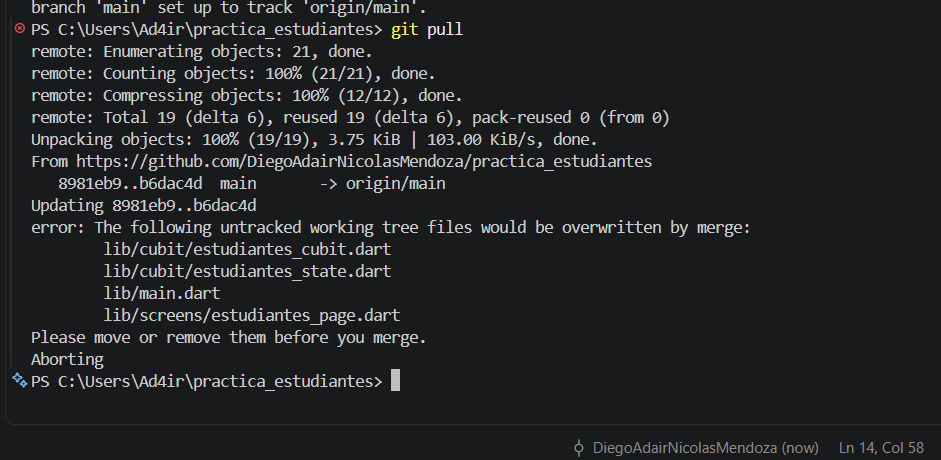 branch 'main' set up to track 'origin/main'.
PS C:\Users\Ad4ir\practica_estudiantes> git pull
remote: Enumerating objects: 21, done.
remote: Counting objects: 100% (21/21), done.
remote: Compressing objects: 100% (12/12), done.
remote: Total 19 (delta 6), reused 19 (delta 6), pack-reused 0 (from 0)
Unpacking objects: 100% (19/19), 3.75 KiB | 103.00 KiB/s, done.
From https://github.com/DiegoAdairNicolasMendoza/practica_estudiantes
   8981eb9..b6dac4d  main       -> origin/main
Updating 8981eb9..b6dac4d
error: The following untracked working tree files would be overwritten by merge:
        lib/cubit/estudiantes_cubit.dart
        lib/cubit/estudiantes_state.dart
        lib/main.dart
        lib/screens/estudiantes_page.dart
Please move or remove them before you merge.
Aborting
PS C:\Users\Ad4ir\practica_estudiantes>
DiegoAdairNicolasMendoza (now) Ln 14, Col 58